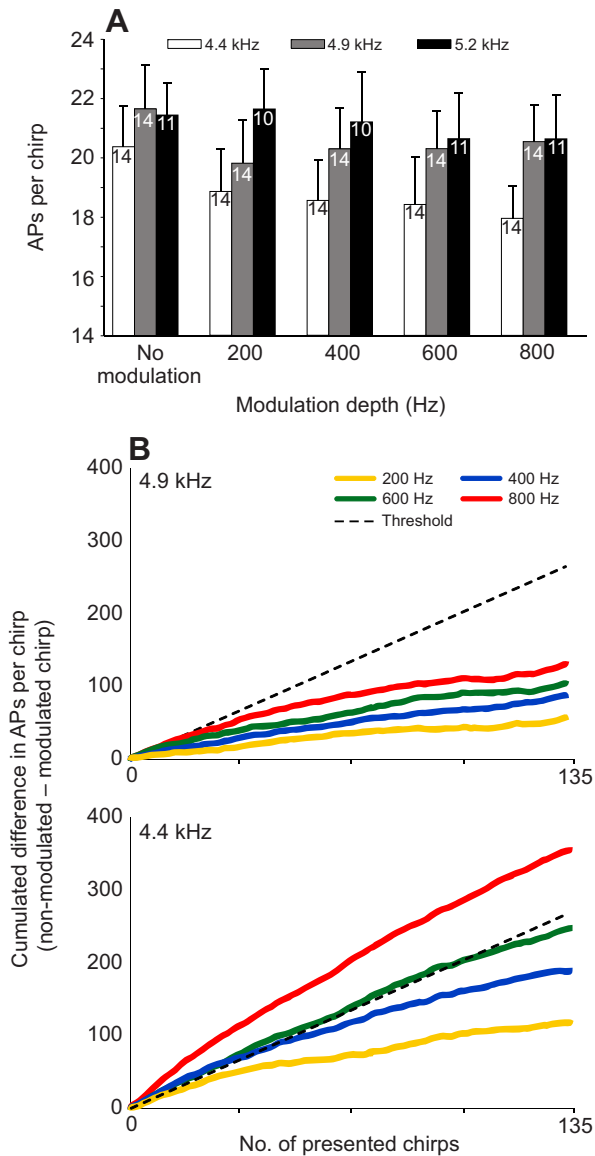 A
4.4 kHz 4.9 kHz 5.2 kHz
24
22
20
18
16
14
APs per chirp
14 14 11
14 14 10
14 14 10
14 14 11
14 14 11
No modulation 200 400 600 800
Modulation depth (Hz)
B
4.9 kHz
200 Hz 400 Hz
600 Hz 800 Hz
Threshold
400
300
200
100
0
0 135
Cumulated difference in APs per chirp
(non-modulated – modulated chirp)
4.4 kHz
400
300
200
100
0
0 135
No. of presented chirps